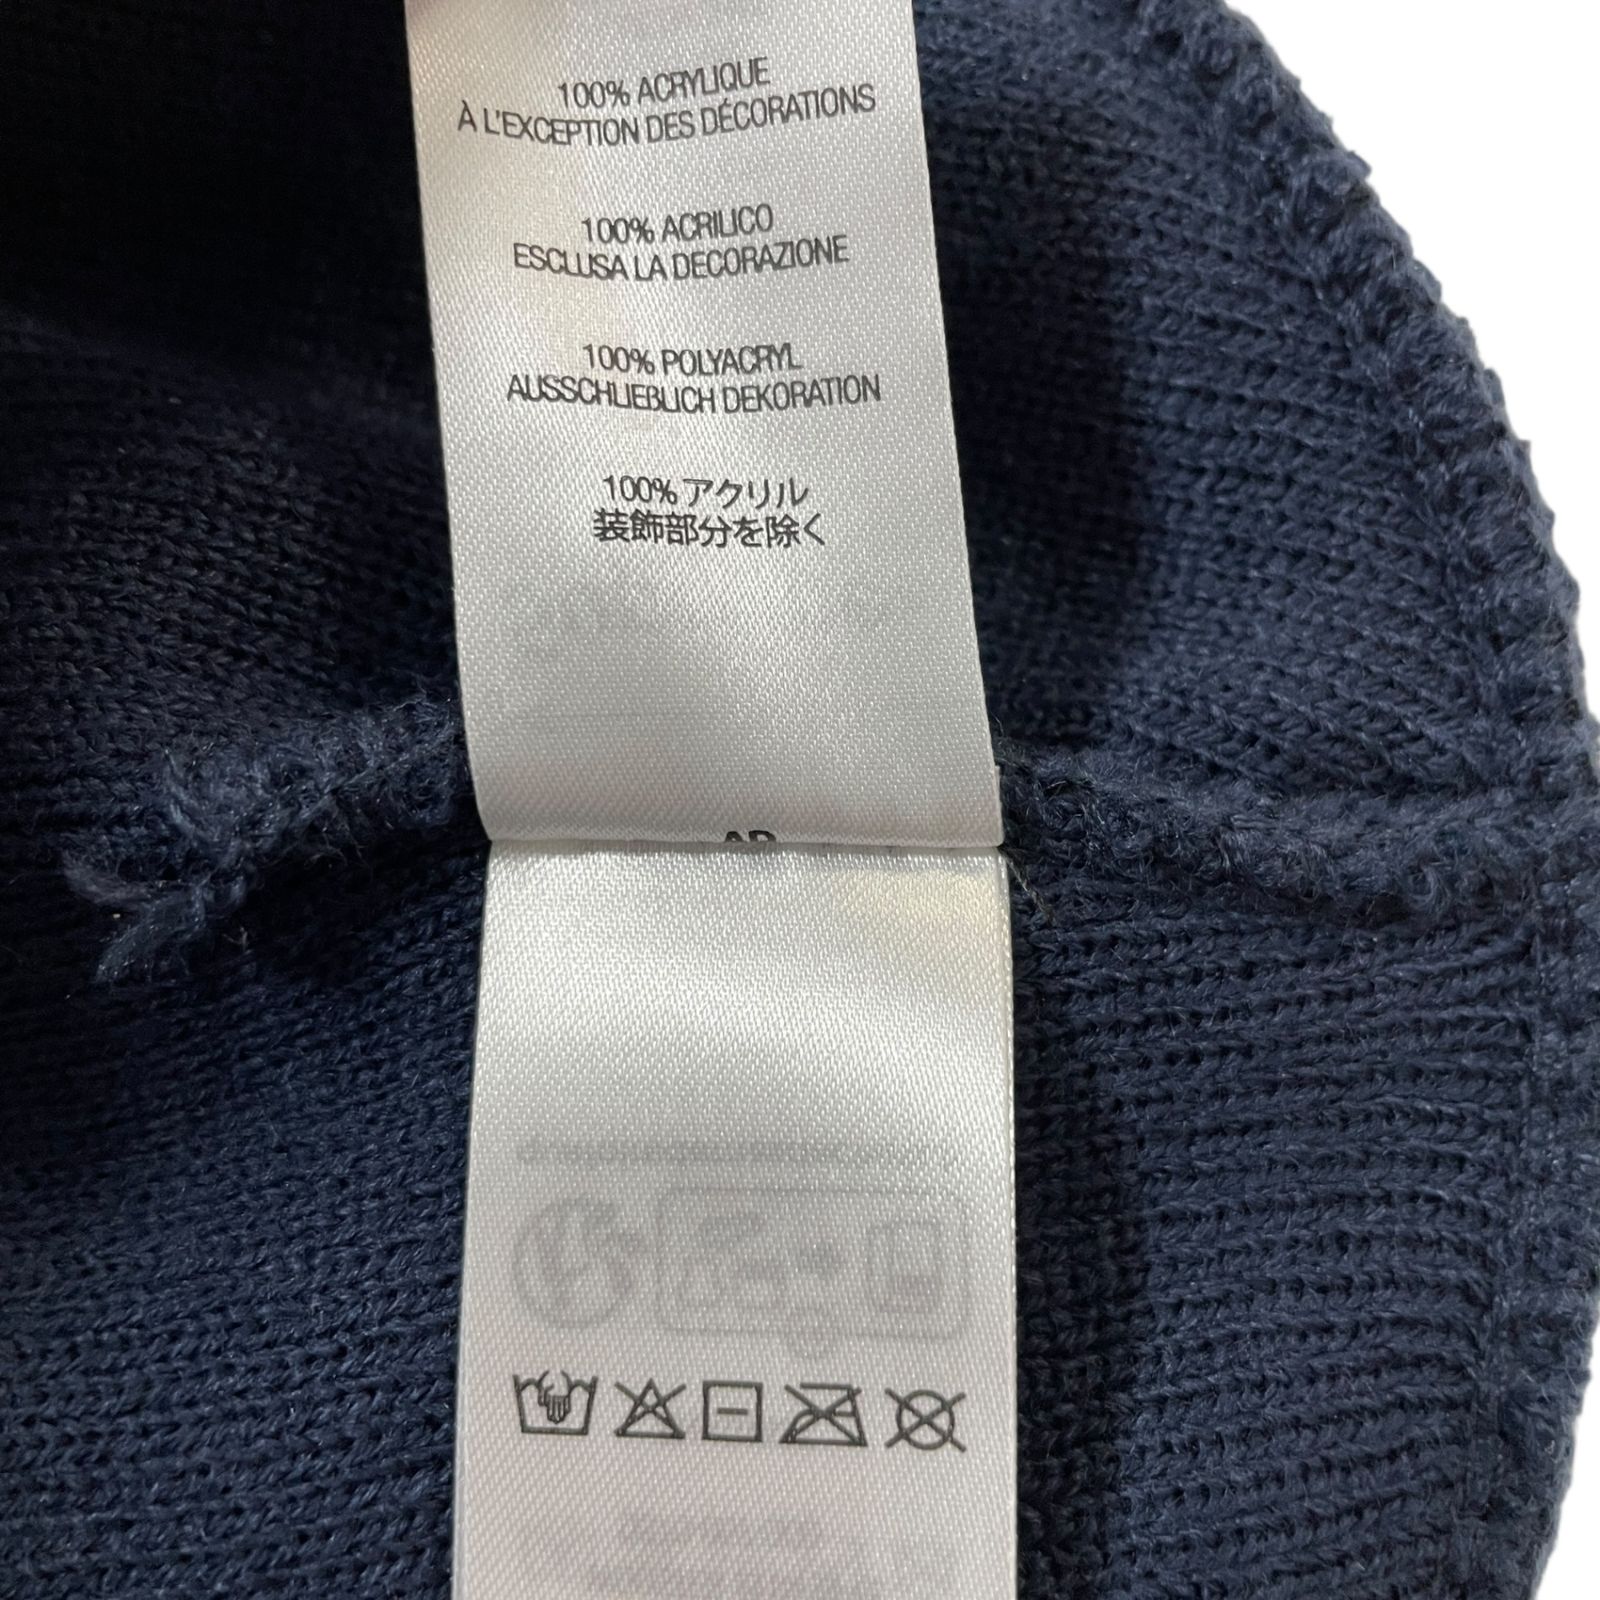 100% ACRYLIQUE
À L'EXCEPTION DES DÉCORATIONS
100% ACRILICO
ESCLUSA LA DECORAZIONE
100% POLYACRYL
AUSSCHLIEBLICH DEKORATION
100% アクリル
装飾部分を除く